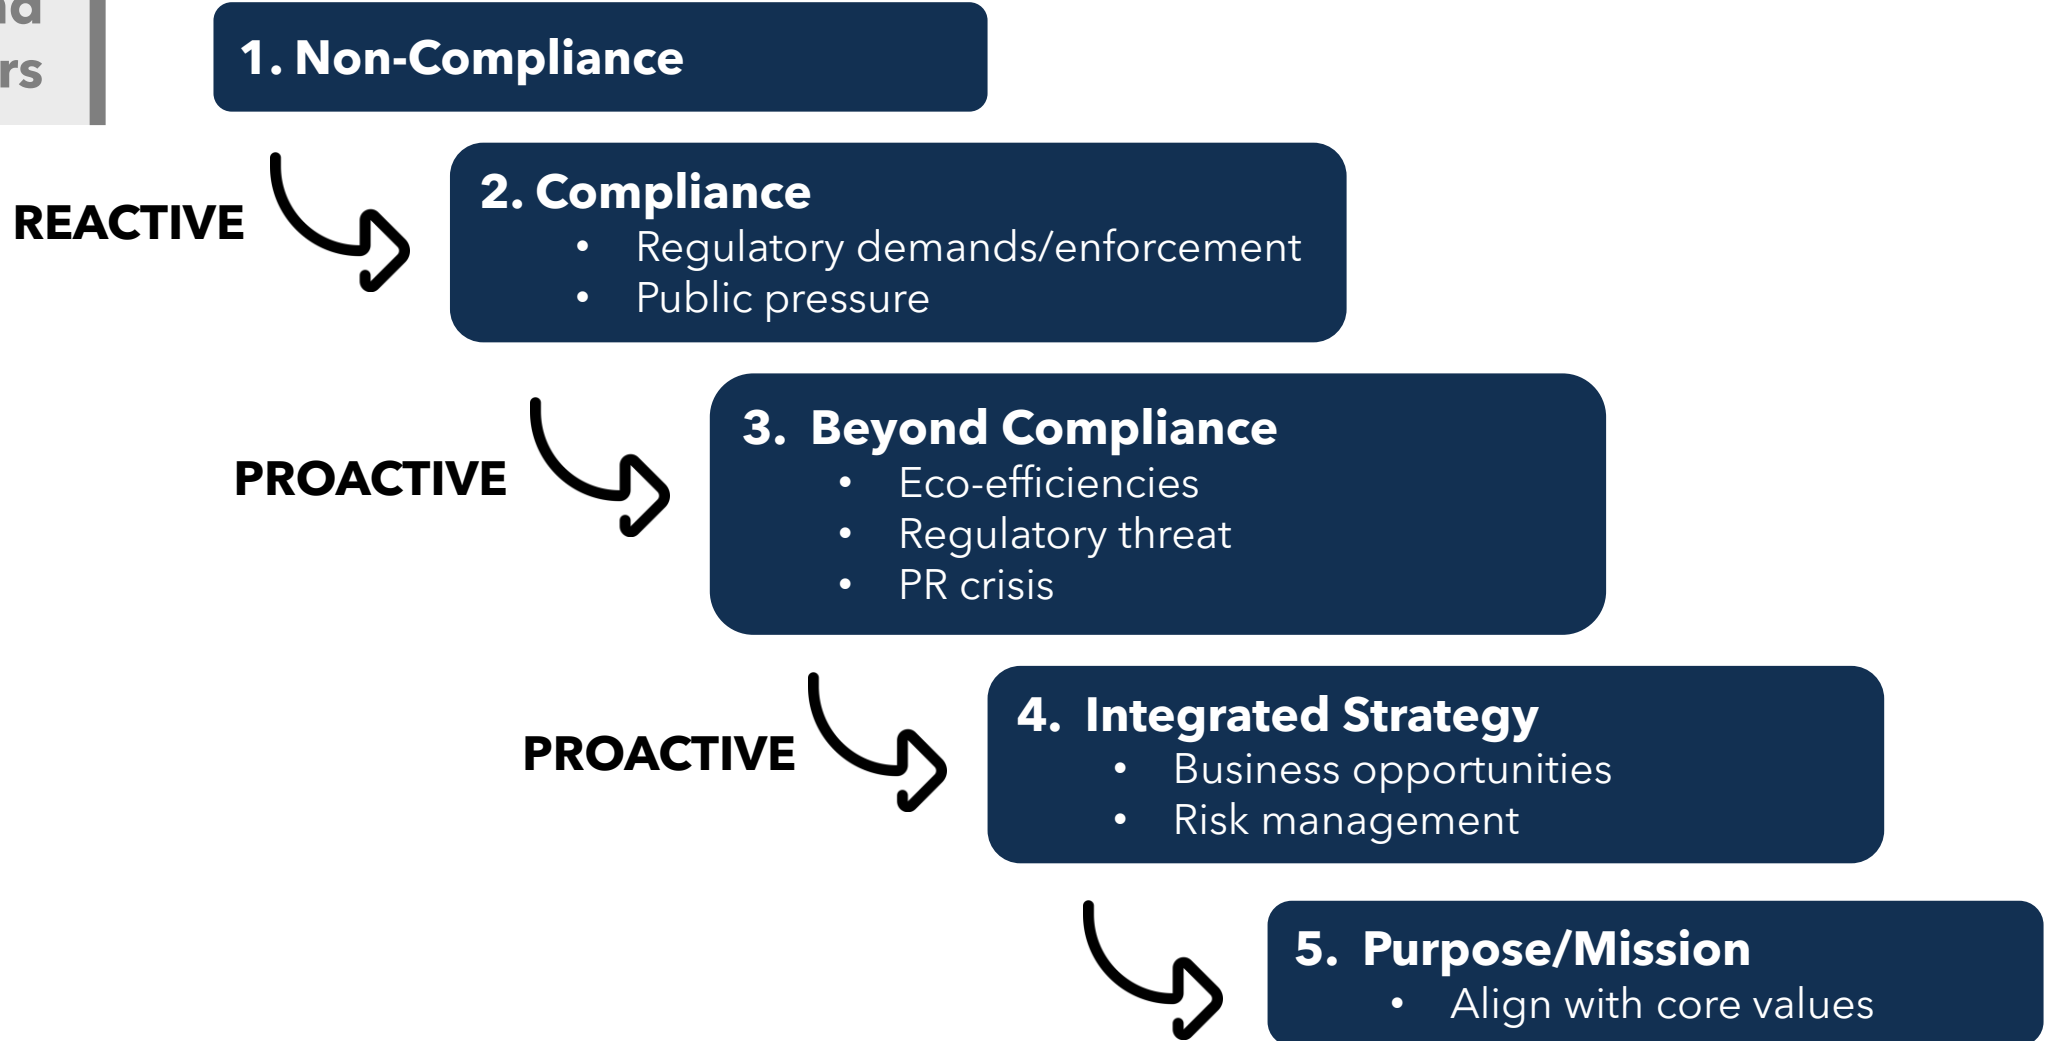 rs
1. Non-Compliance
REACTIVE
2. Compliance
• Regulatory demands/enforcement
• Public pressure
PROACTIVE
3. Beyond Compliance
• Eco-efficiencies
• Regulatory threat
• PR crisis
PROACTIVE
4. Integrated Strategy
• Business opportunities
• Risk management
5. Purpose/Mission
• Align with core values